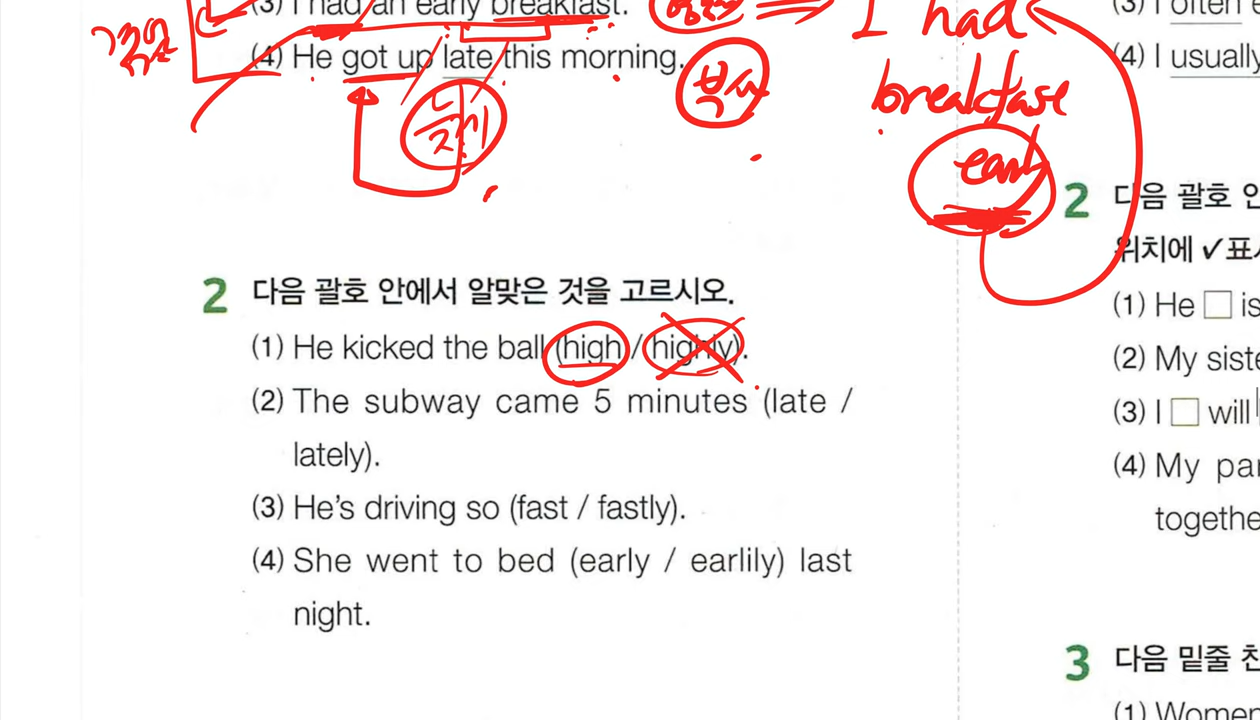 (3) I had an early breakfast.
(4) He got up late this morning.
늦게
부사
I had
breakfase
early
2 다음 괄호 안에서 알맞은 것을 고르시오.
(1) He kicked the ball (high / highly).
(2) The subway came 5 minutes (late /
lately).
(3) He's driving so (fast / fastly).
(4) She went to bed (early / earlily) last
night.
(3) I often
(4) I usually
2 다음 괄호
위치에 ✓표
(1) He □ is
(2) My
(3) I □ will
(4) My
3 다음 밑줄 친
(1) Women